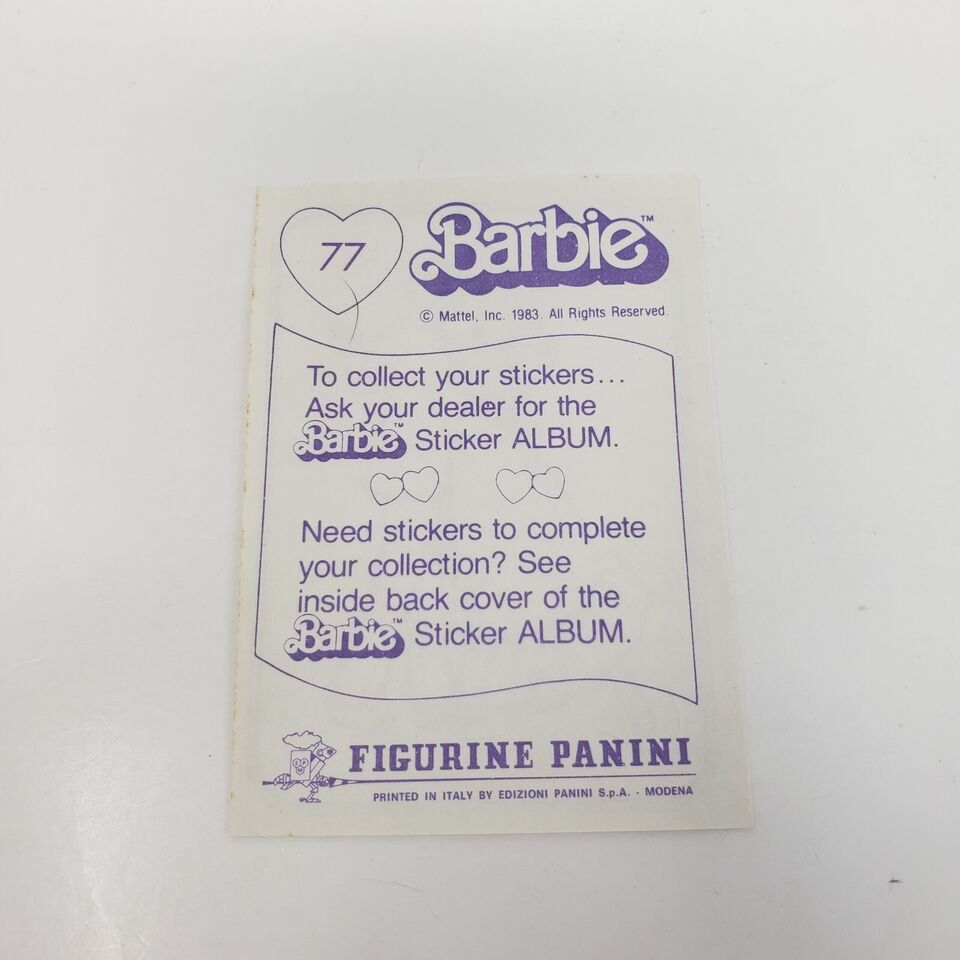 77
Barbie™
© Mattel, Inc. 1983. All Rights Reserved.
To collect your stickers...
Ask your dealer for the
Barbie™ Sticker ALBUM.
Need stickers to complete
your collection? See
inside back cover of the
Barbie™ Sticker ALBUM.
FIGURINE PANINI
PRINTED IN ITALY BY EDIZIONI PANINI S.p.A. - MODENA